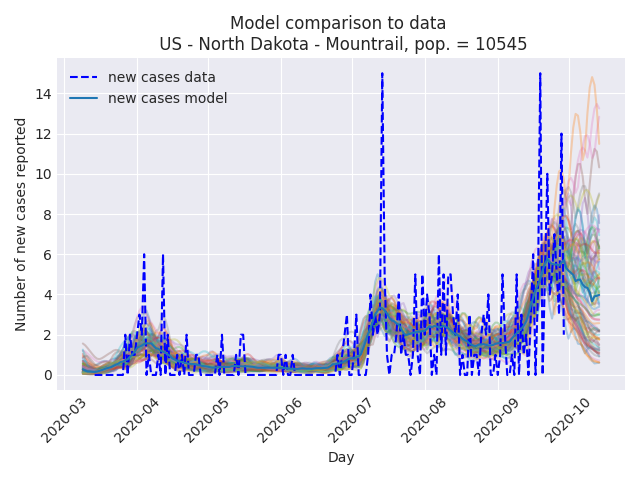 Model comparison to data
US - North Dakota - Mountrail, pop. = 10545
new cases data
new cases model
Number of new cases reported
14
12
10
8
6
4
2
0
2020-03
2020-04
2020-05
2020-06
2020-07
2020-08
2020-09
2020-10
Day